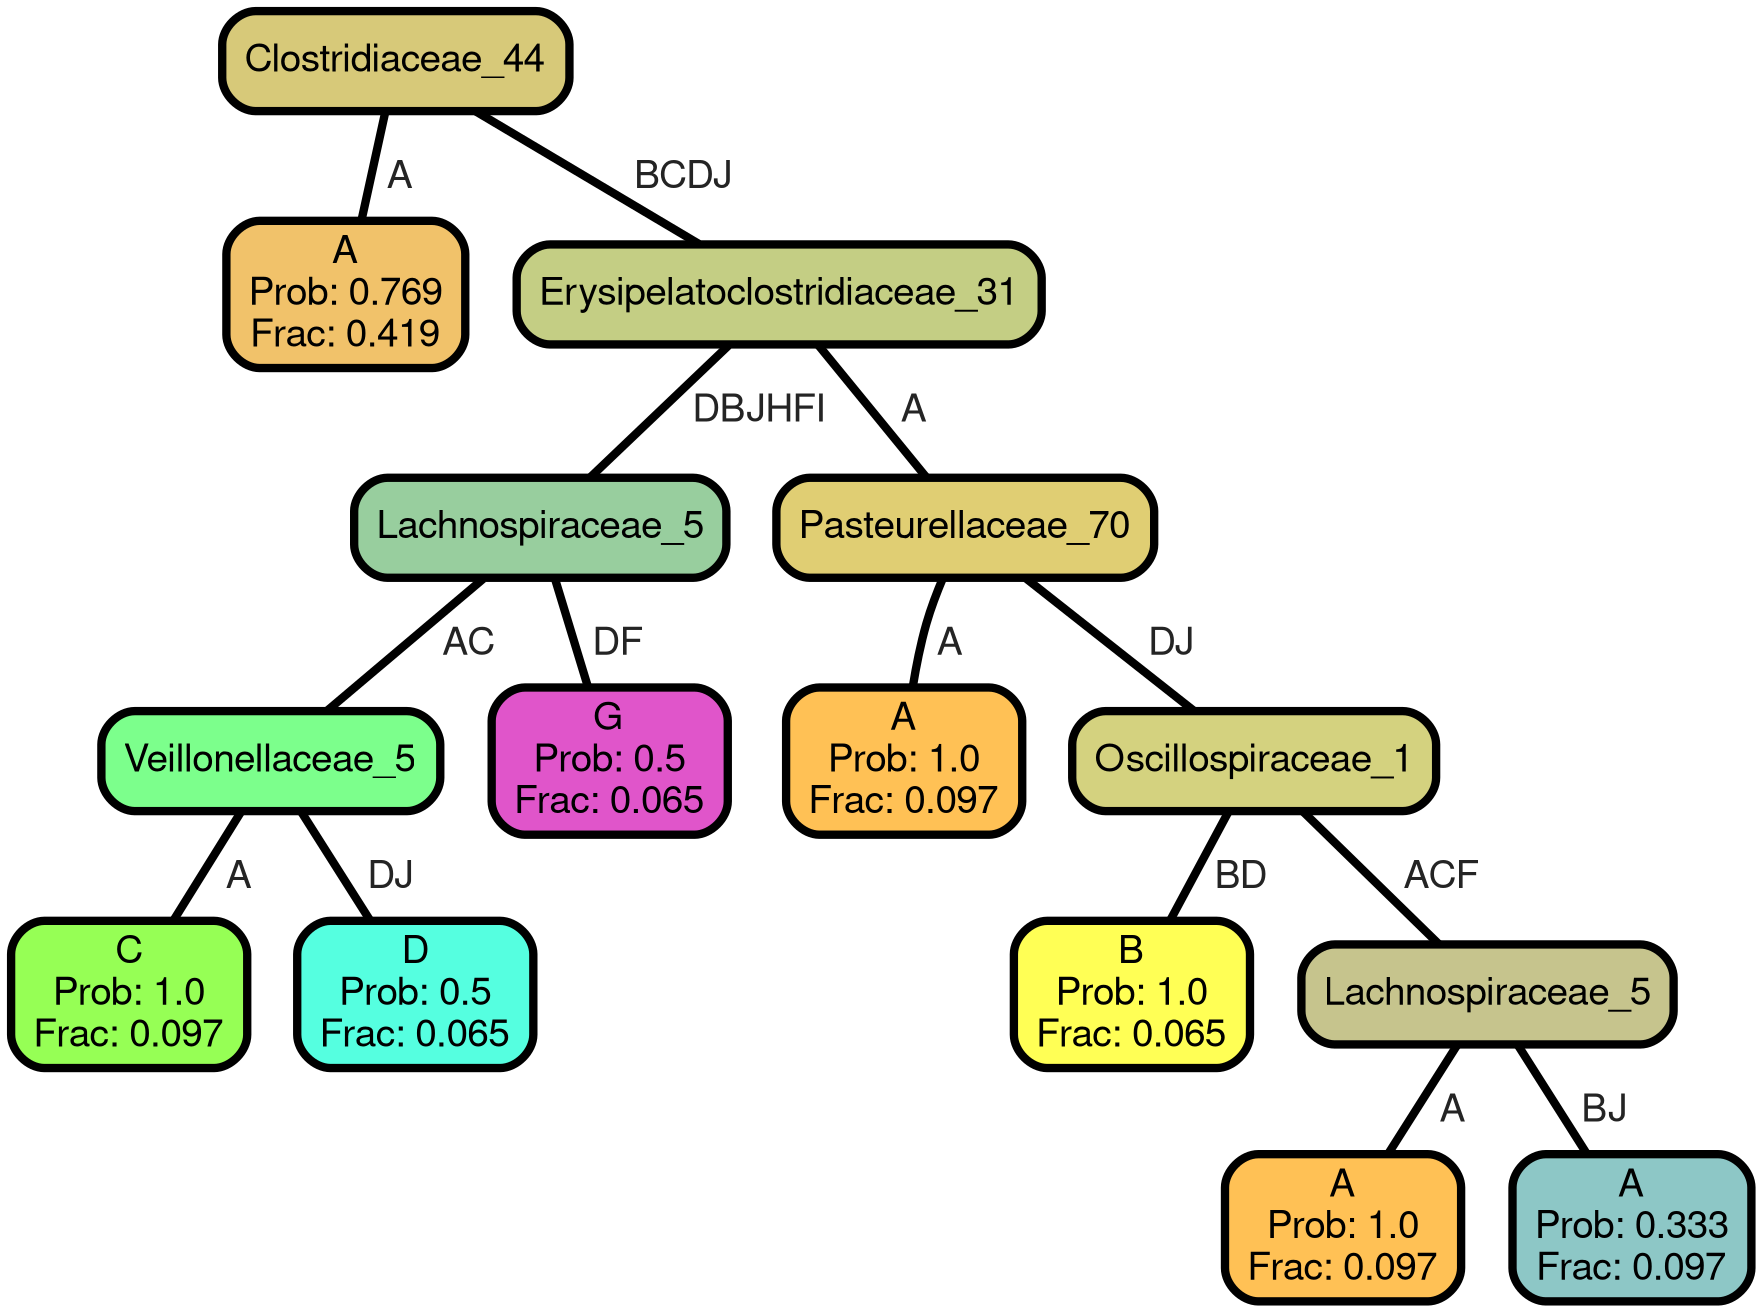 Clostridiaceae_44
A
BCDJ
A
Prob: 0.769
Frac: 0.419
Erysipelatoclostridiaceae_31
DBJHFI
A
Lachnospiraceae_5
Pasteurellaceae_70
AC
DF
A
DJ
Veillonellaceae_5
G
Prob: 0.5
Frac: 0.065
A
Prob: 1.0
Frac: 0.097
Oscillospiraceae_1
A
DJ
BD
ACF
C
Prob: 1.0
Frac: 0.097
D
Prob: 0.5
Frac: 0.065
B
Prob: 1.0
Frac: 0.065
Lachnospiraceae_5
A
BJ
A
Prob: 1.0
Frac: 0.097
A
Prob: 0.333
Frac: 0.097